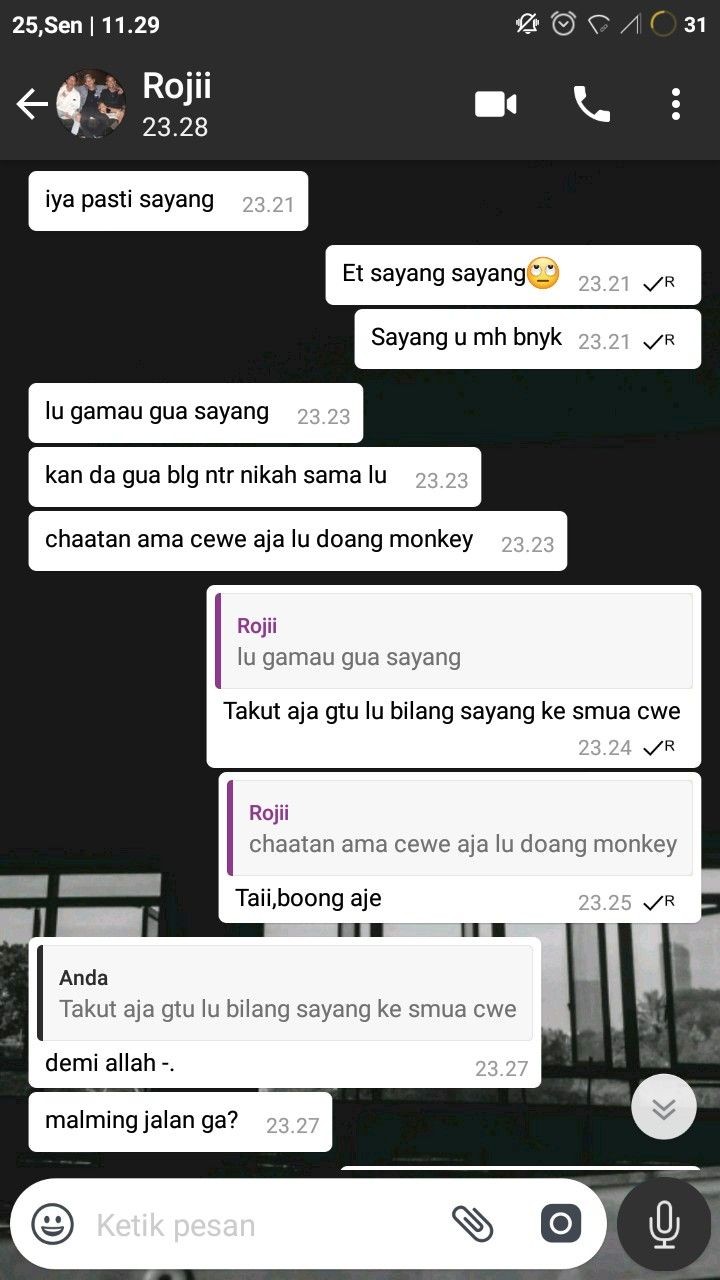 25,Sen | 11.29
31
Rojii
23.28
iya pasti sayang 23.21
Et sayang sayang🙄 23.21 ✓R
Sayang u mh bnyk 23.21 ✓R
lu gamau gua sayang 23.23
kan da gua blg ntr nikah sama lu 23.23
chaatan ama cewe aja lu doang monkey 23.23
Rojii
lu gamau gua sayang
Takut aja gtu lu bilang sayang ke smua cwe
23.24 ✓R
Rojii
chaatan ama cewe aja lu doang monkey
Taii,boong aje 23.25 ✓R
Anda
Takut aja gtu lu bilang sayang ke smua cwe
demi allah -. 23.27
malming jalan ga? 23.27
Ketik pesan